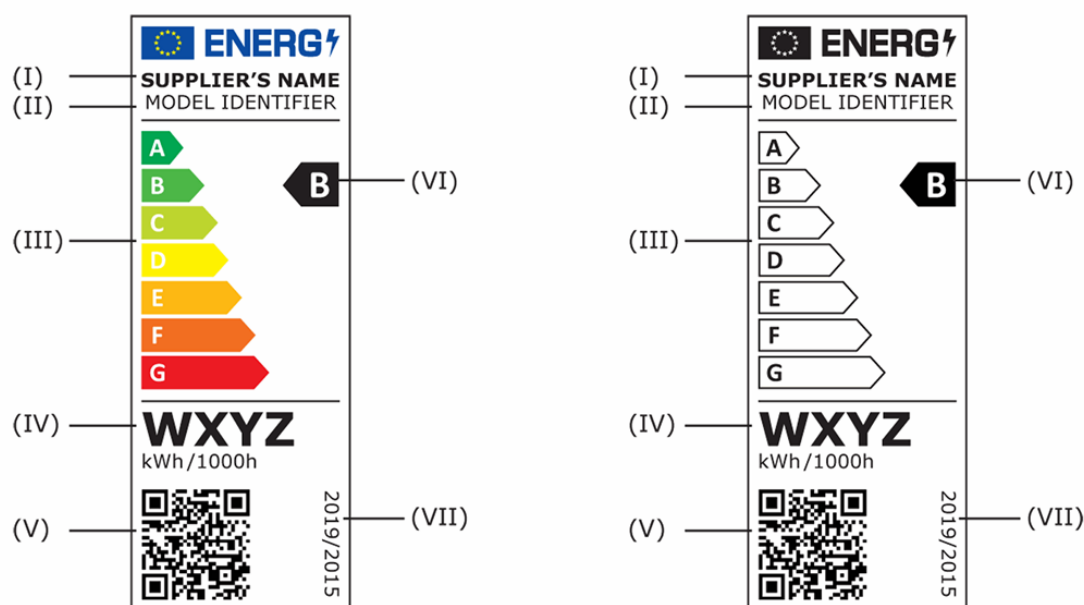 ENERG
(I) SUPPLIER'S NAME
(II) MODEL IDENTIFIER
A
B B (VI)
C
(III) D
E
F
G
(IV) WXYZ
kWh/1000h
(V) 2019/2015 (VII)
ENERG
(I) SUPPLIER'S NAME
(II) MODEL IDENTIFIER
A
B B (VI)
C
(III) D
E
F
G
(IV) WXYZ
kWh/1000h
(V) 2019/2015 (VII)